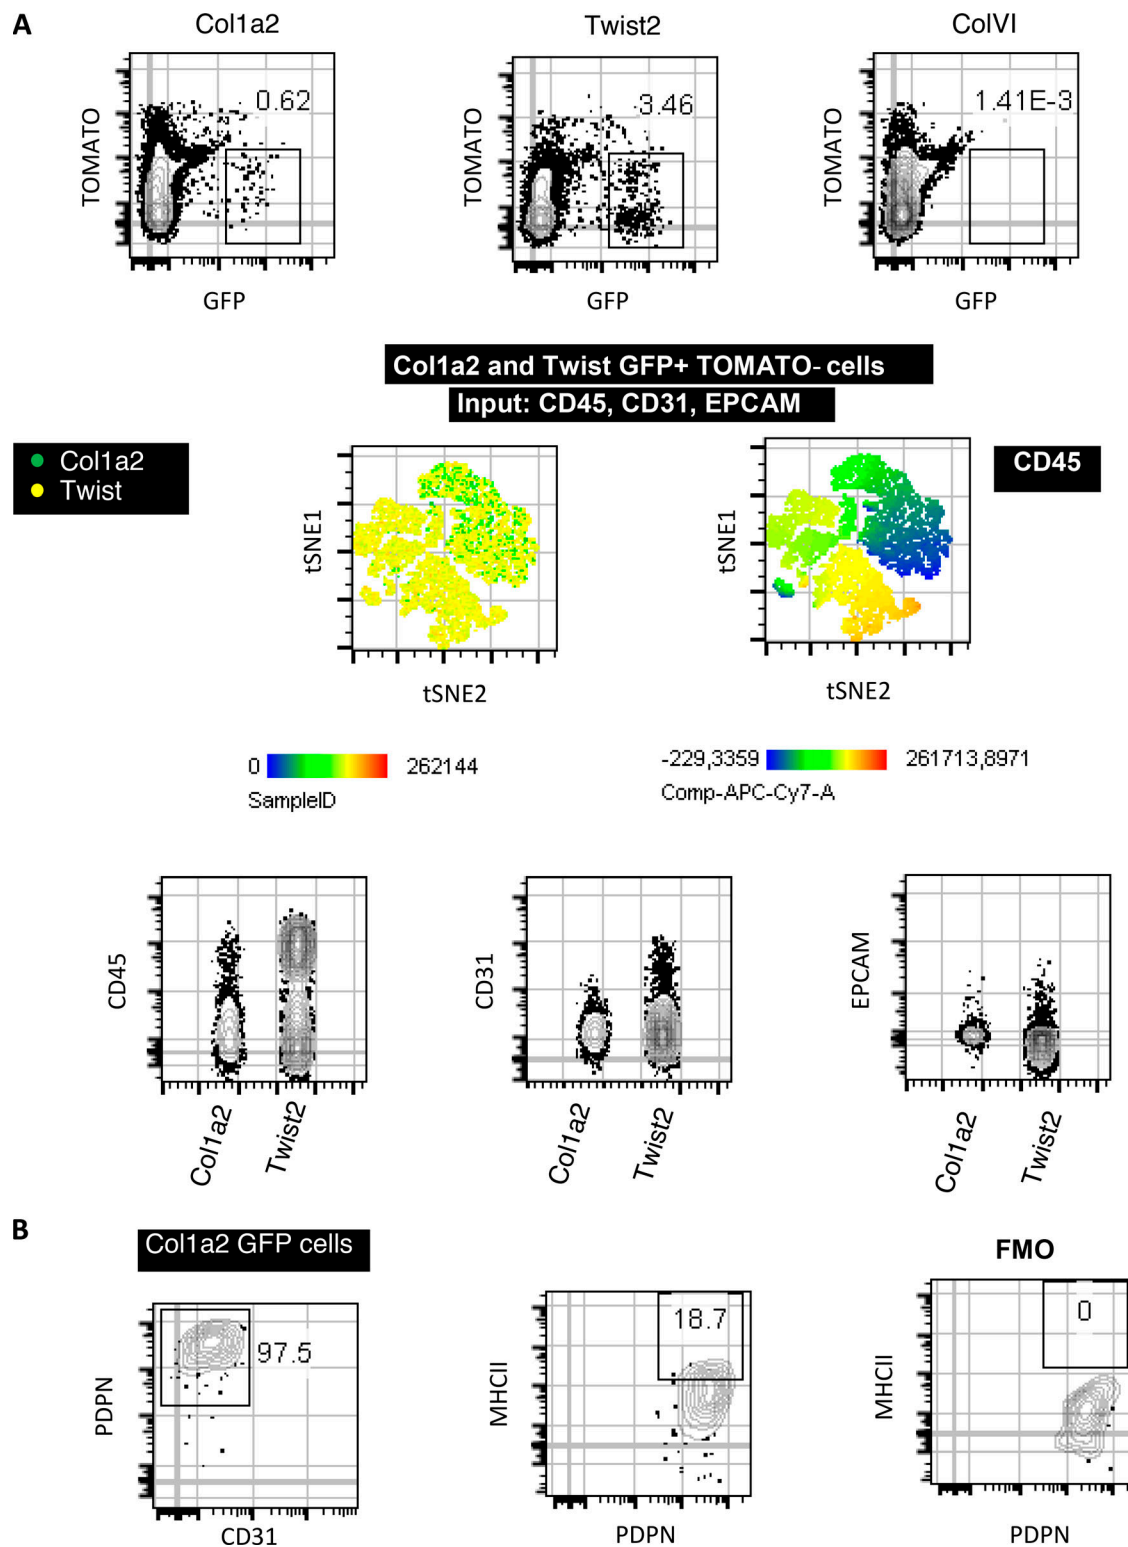 A
Col1a2
Twist2
ColVI
TOMATO
0.62
GFP
TOMATO
3.46
GFP
TOMATO
1.41E-3
GFP
Col1a2 and Twist GFP+ TOMATO- cells
Input: CD45, CD31, EPCAM
Col1a2
Twist
tSNE1
tSNE2
tSNE1
tSNE2
CD45
0
262144
SampleID
-229,3359
261713,8971
Comp-APC-Cy7-A
CD45
Col1a2
Twist2
CD31
Col1a2
Twist2
EPCAM
Col1a2
Twist2
B
Col1a2 GFP cells
PDPN
97.5
CD31
MHCII
18.7
PDPN
FMO
MHCII
0
PDPN